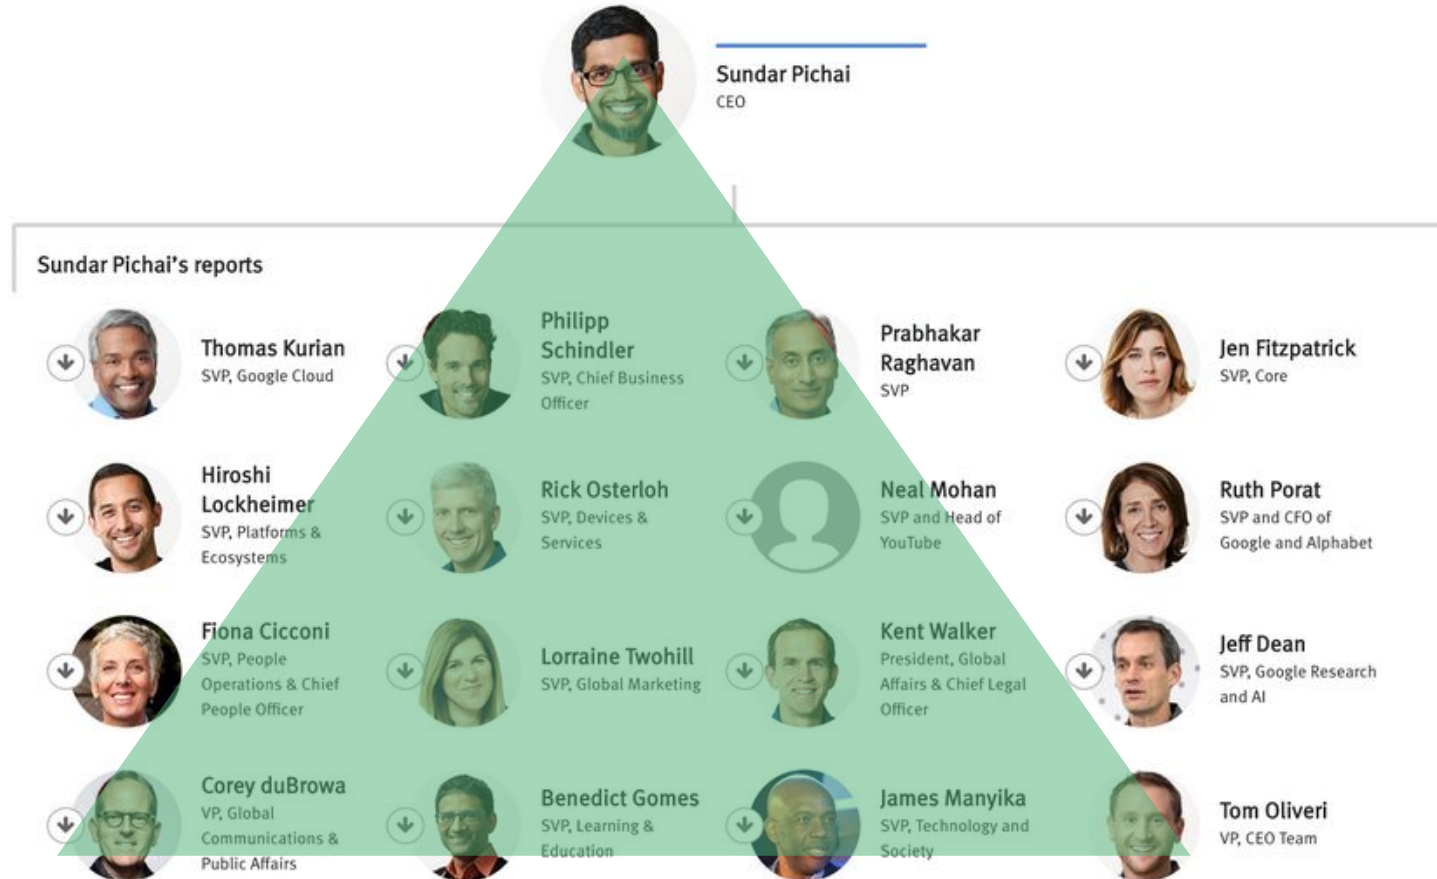 Sundar Pichai
CEO
Sundar Pichai's reports
Thomas Kurian
SVP, Google Cloud
Philipp
Schindler
SVP, Chief Business
Officer
Prabhakar
Raghavan
SVP
Jen Fitzpatrick
SVP, Core
Hiroshi
Lockheimer
SVP, Platforms &
Ecosystems
Rick Osterloh
SVP, Devices &
Services
Neal Mohan
SVP and Head of
YouTube
Ruth Porat
SVP and CFO of
Google and Alphabet
Fiona Cicconi
SVP, People
Operations & Chief
People Officer
Lorraine Twohill
SVP, Global Marketing
Kent Walker
President, Global
Affairs & Chief Legal
Officer
Jeff Dean
SVP, Google Research
and AI
Corey duBrowa
VP, Global
Communications &
Public Affairs
Benedict Gomes
SVP, Learning &
Education
James Manyika
SVP, Technology and
Society
Tom Oliveri
VP, CEO Team